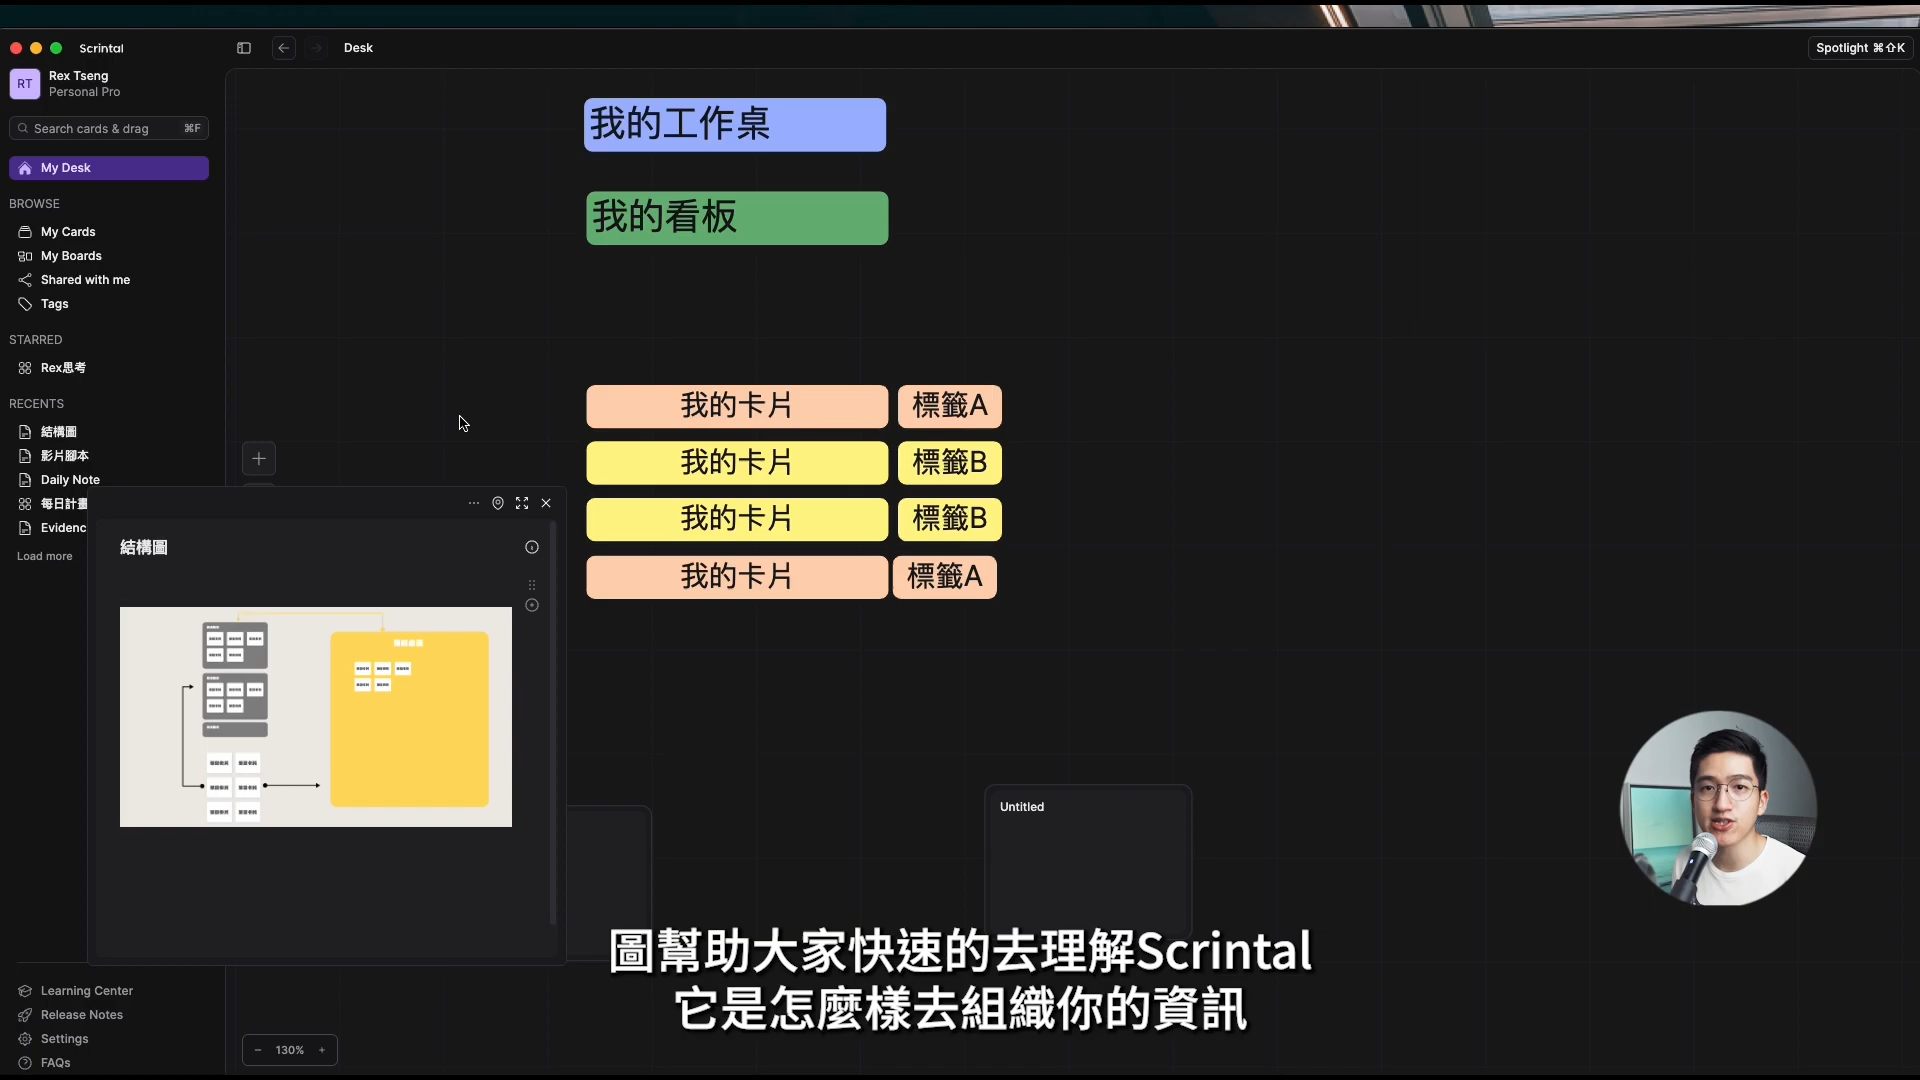 Scrintal
Desk
Spotlight ⌘⇧K
RT
Rex Tseng
Personal Pro
Search cards & drag ⌘F
My Desk
BROWSE
My Cards
My Boards
Shared with me
Tags
STARRED
Rex思考
RECENTS
結構圖
影片腳本
Daily Note
每日計畫
Evidenc
Load more
Learning Center
Release Notes
Settings
FAQs
我的工作桌
我的看板
我的卡片 標籤A
我的卡片 標籤B
我的卡片 標籤B
我的卡片 標籤A
結構圖
Untitled
130%
圖幫助大家快速的去理解Scrintal
它是怎麼樣去組織你的資訊